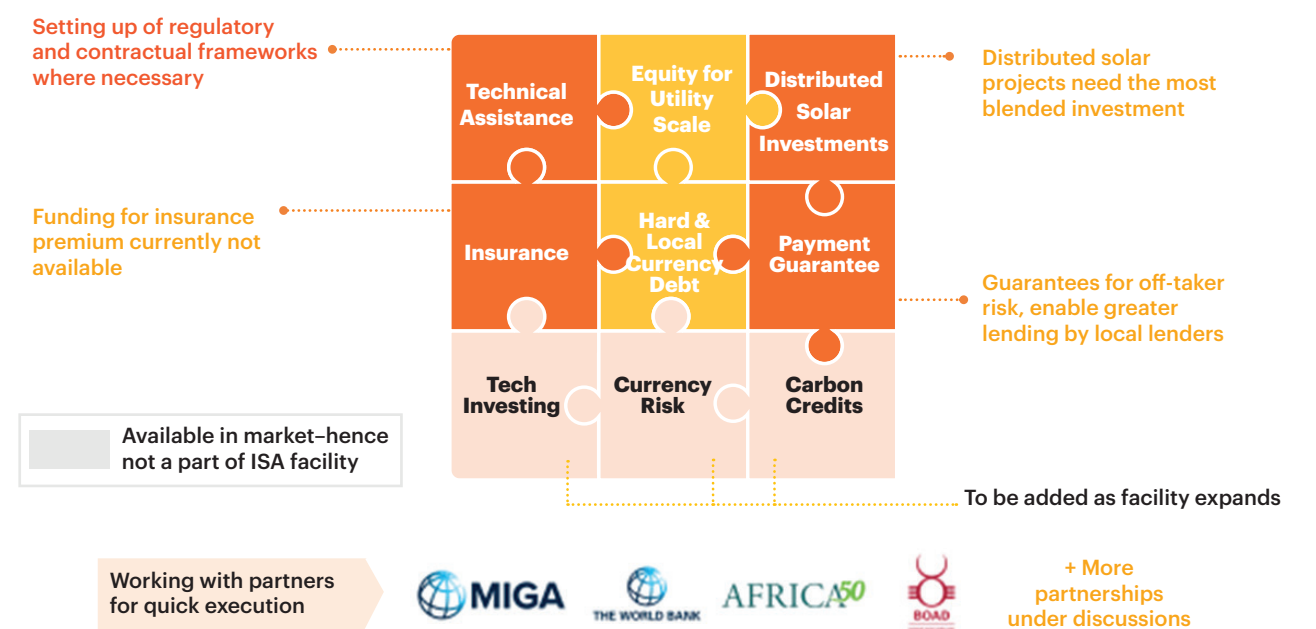 Setting up of regulatory
and contractual frameworks
where necessary
Technical
Assistance
Equity for
Utility
Scale
Distributed
Solar
Investments
Distributed solar
projects need the most
blended investment
Funding for insurance
premium currently not
available
Insurance
Hard &
Local
Currency
Debt
Payment
Guarantee
Guarantees for off-taker
risk, enable greater
lending by local lenders
Tech
Investing
Currency
Risk
Carbon
Credits
Available in market–hence
not a part of ISA facility
To be added as facility expands
Working with partners
for quick execution
MIGA
THE WORLD BANK
AFRICA50
BOAD
+ More
partnerships
under discussions